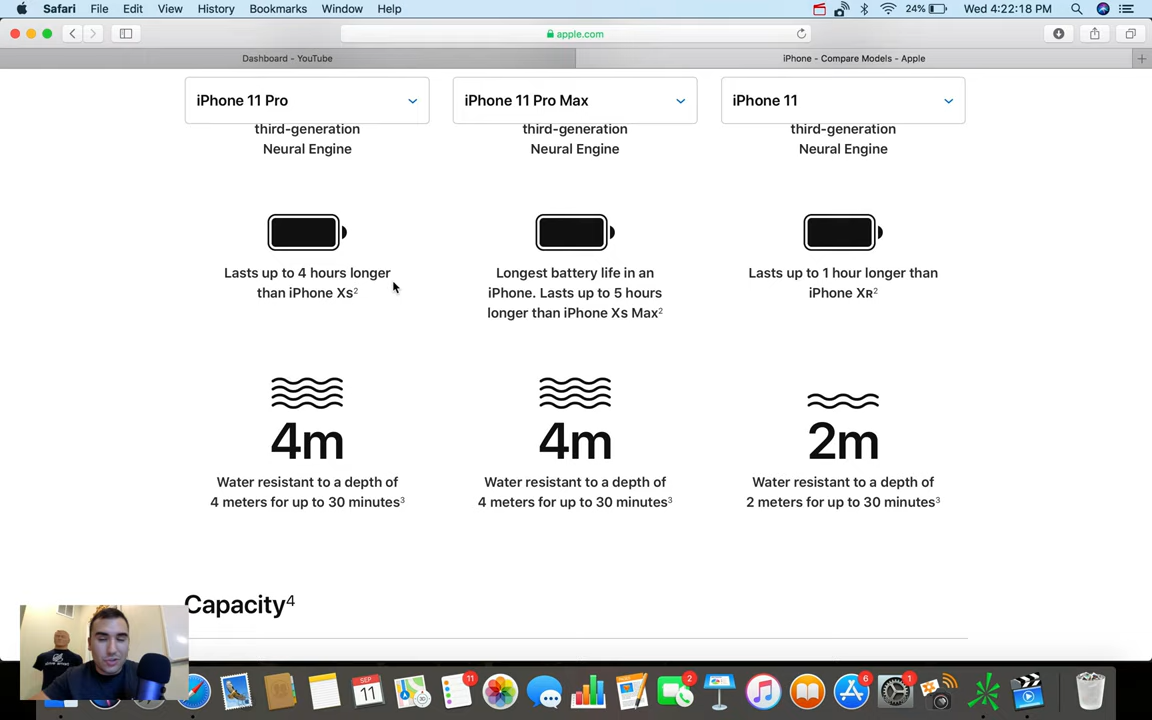 Safari File Edit View History Bookmarks Window Help 24% Wed 4:22:18 PM
apple.com
Dashboard - YouTube iPhone - Compare Models - Apple
iPhone 11 Pro iPhone 11 Pro Max iPhone 11
third-generation third-generation third-generation
Neural Engine Neural Engine Neural Engine
Lasts up to 4 hours longer
than iPhone Xs²
Longest battery life in an
iPhone. Lasts up to 5 hours
longer than iPhone Xs Max²
Lasts up to 1 hour longer than
iPhone XR²
4m 4m 2m
Water resistant to a depth of
4 meters for up to 30 minutes³
Water resistant to a depth of
4 meters for up to 30 minutes³
Water resistant to a depth of
2 meters for up to 30 minutes³
Capacity⁴
SEP
11 11 2 6 1